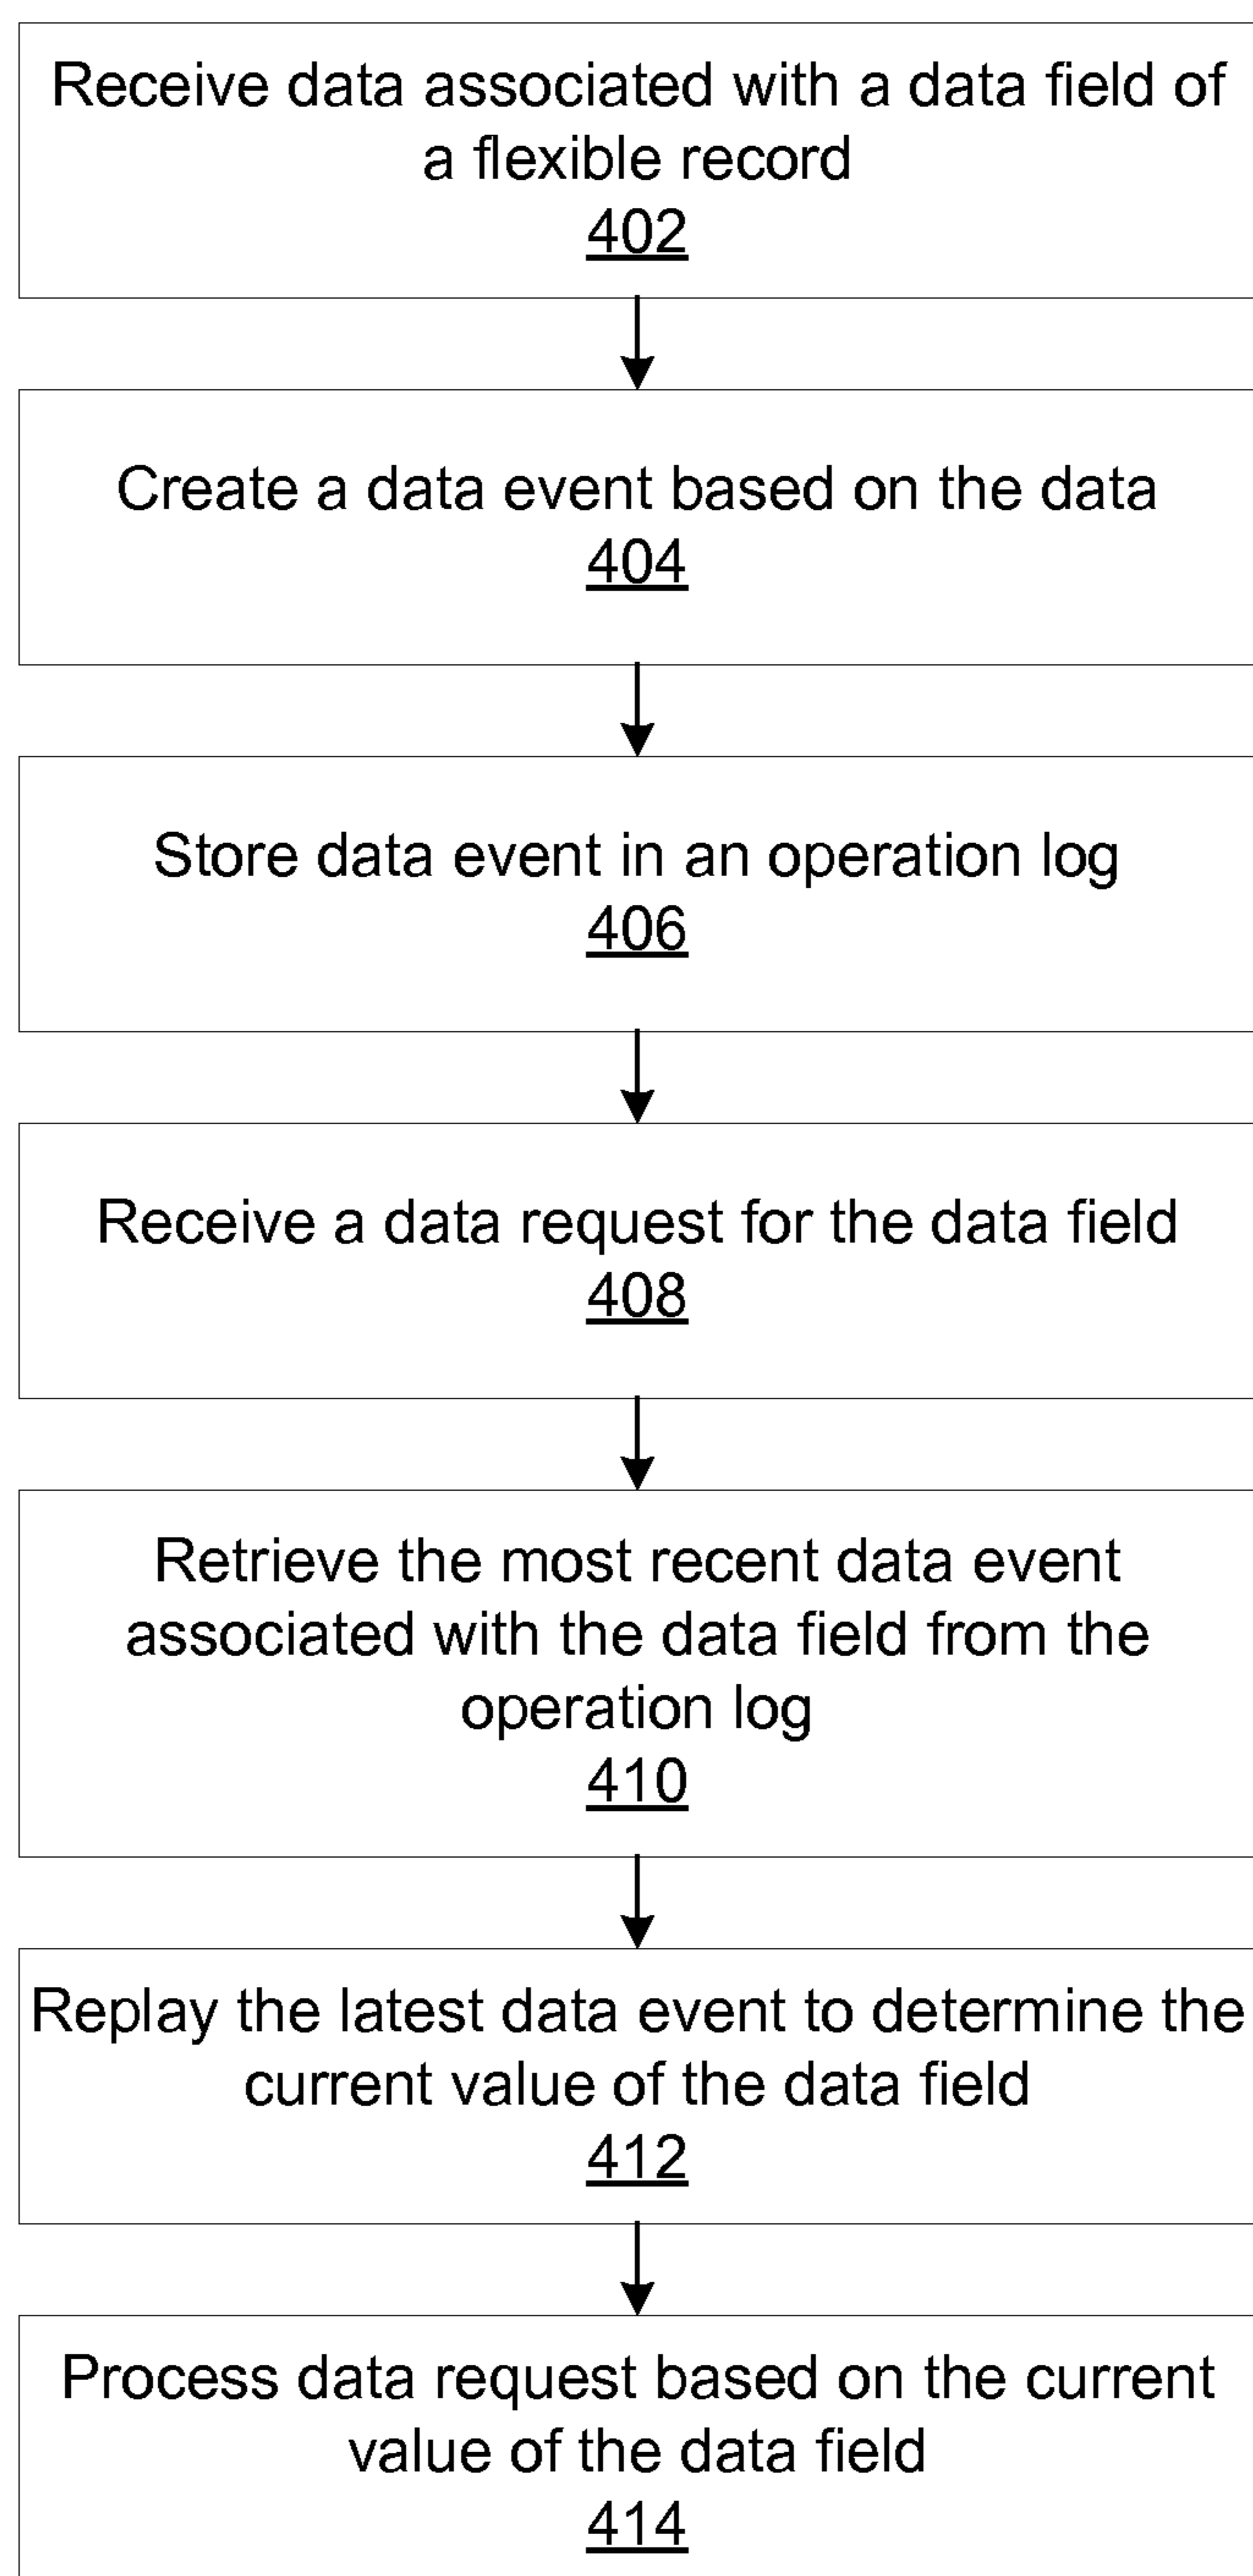 Receive data associated with a data field of
a flexible record
402
Create a data event based on the data
404
Store data event in an operation log
406
Receive a data request for the data field
408
Retrieve the most recent data event
associated with the data field from the
operation log
410
Replay the latest data event to determine the
current value of the data field
412
Process data request based on the current
value of the data field
414